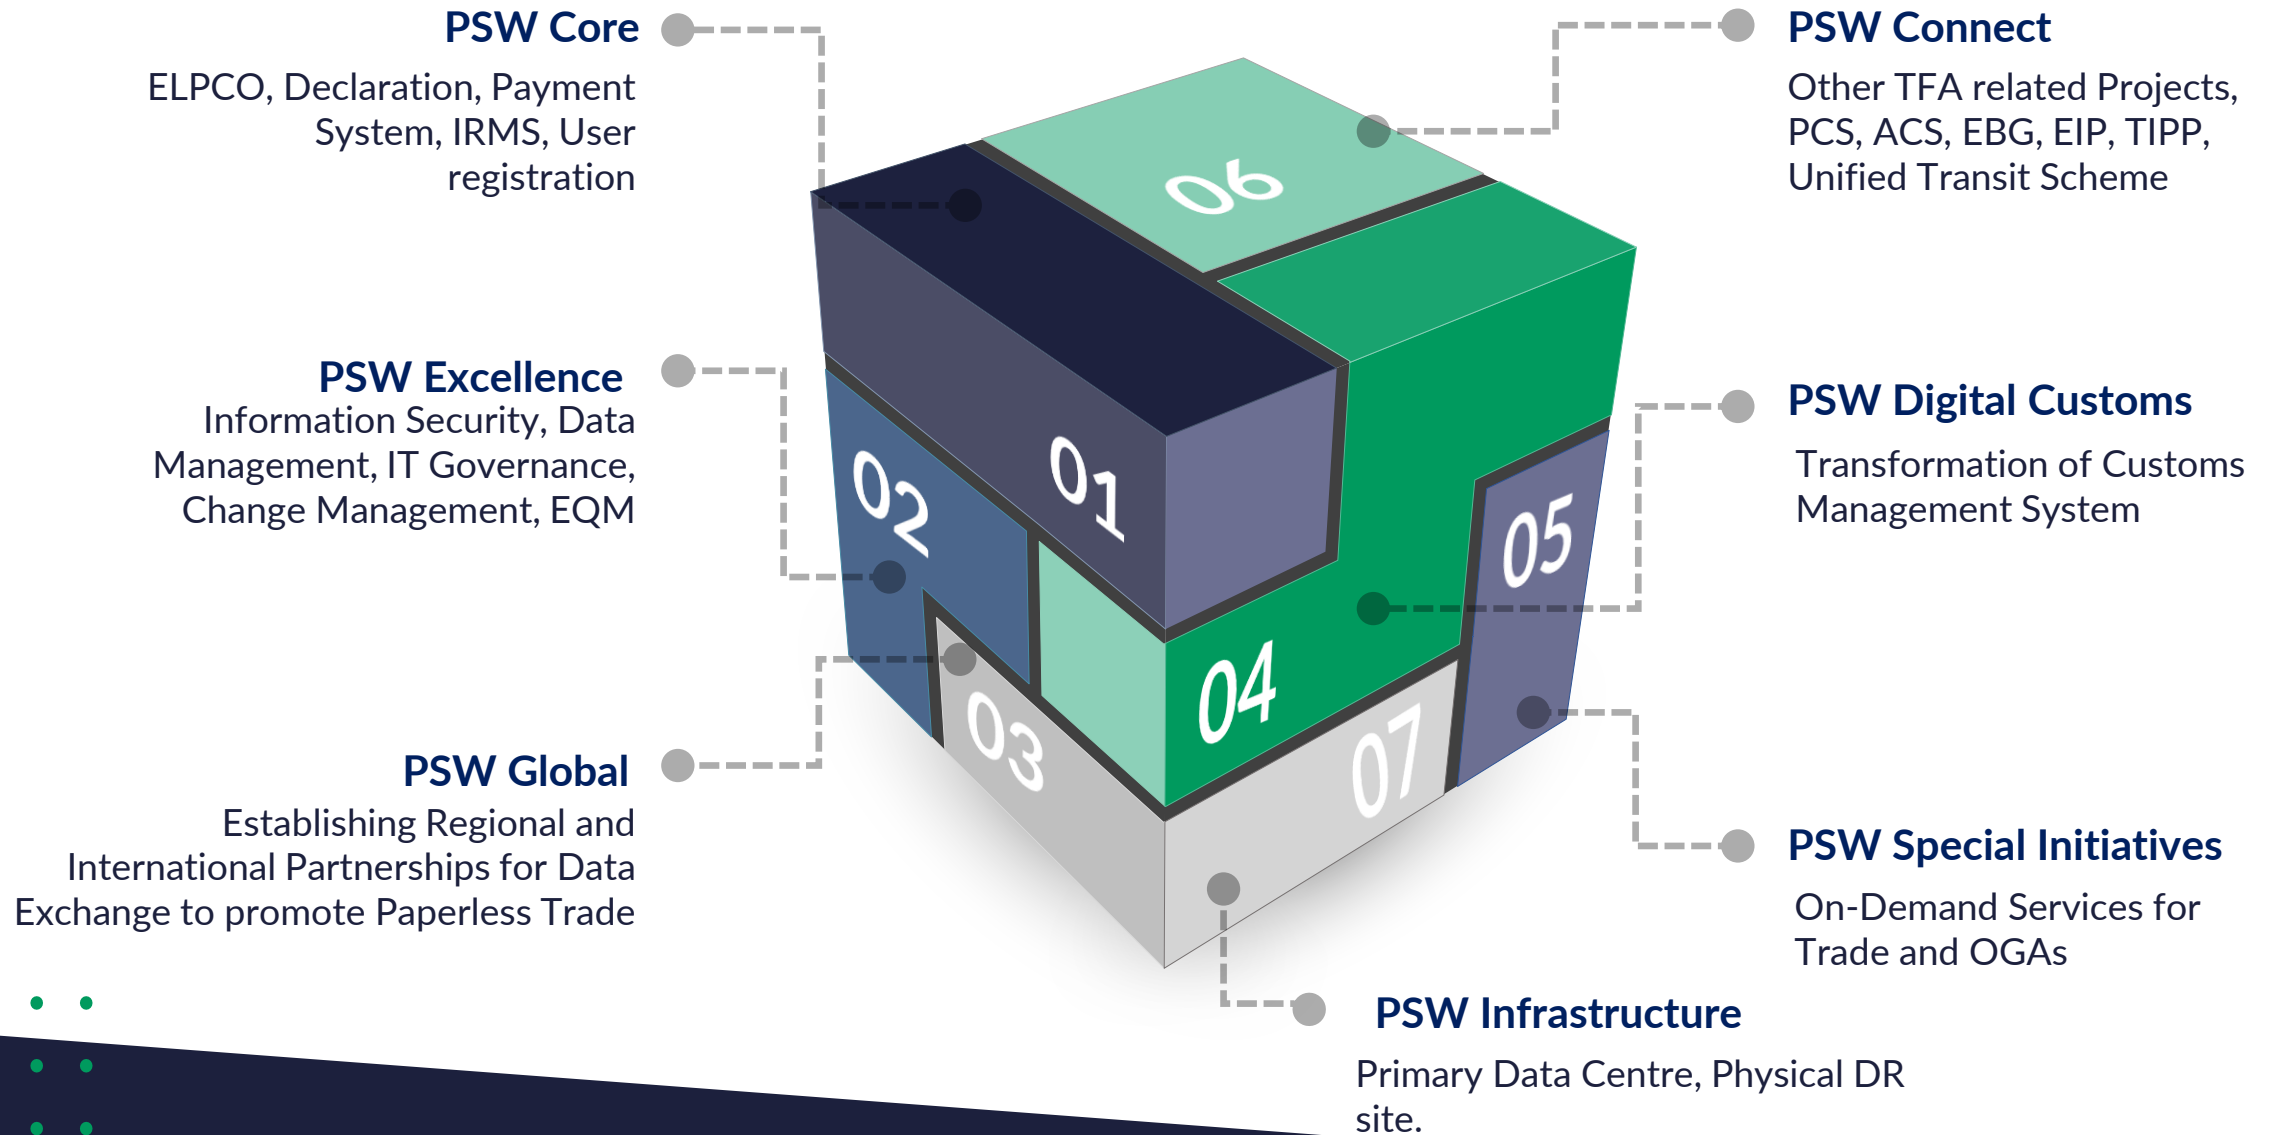 PSW Core
ELPCO, Declaration, Payment
System, IRMS, User
registration
PSW Excellence
Information Security, Data
Management, IT Governance,
Change Management, EQM
PSW Global
Establishing Regional and
International Partnerships for Data
Exchange to promote Paperless Trade
06
01
02
05
04
03
07
PSW Connect
Other TFA related Projects,
PCS, ACS, EBG, EIP, TIPP,
Unified Transit Scheme
PSW Digital Customs
Transformation of Customs
Management System
PSW Special Initiatives
On-Demand Services for
Trade and OGAs
PSW Infrastructure
Primary Data Centre, Physical DR
site.